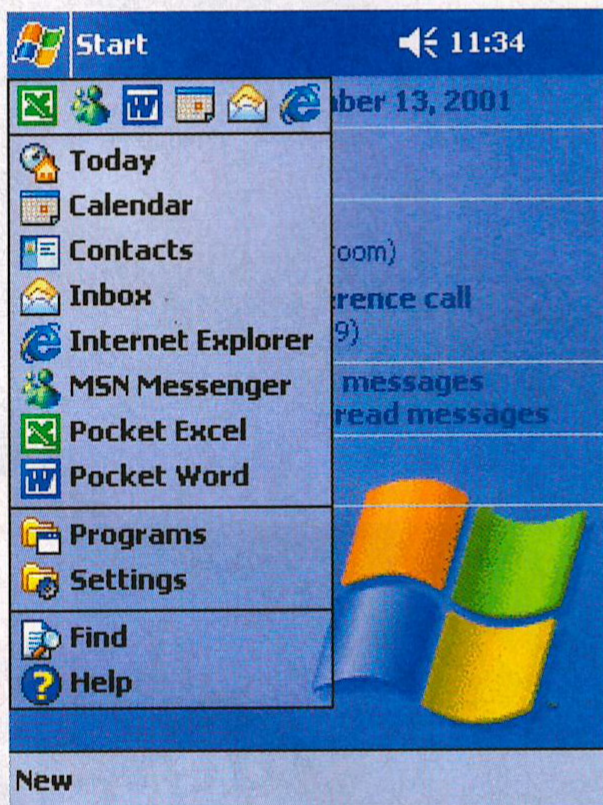 Start 11:34
ber 13, 2001
Today
Calendar
Contacts
oom)
Inbox
rence call
Internet Explorer
9)
MSN Messenger
messages
Pocket Excel
read messages
Pocket Word
Programs
Settings
Find
Help
New